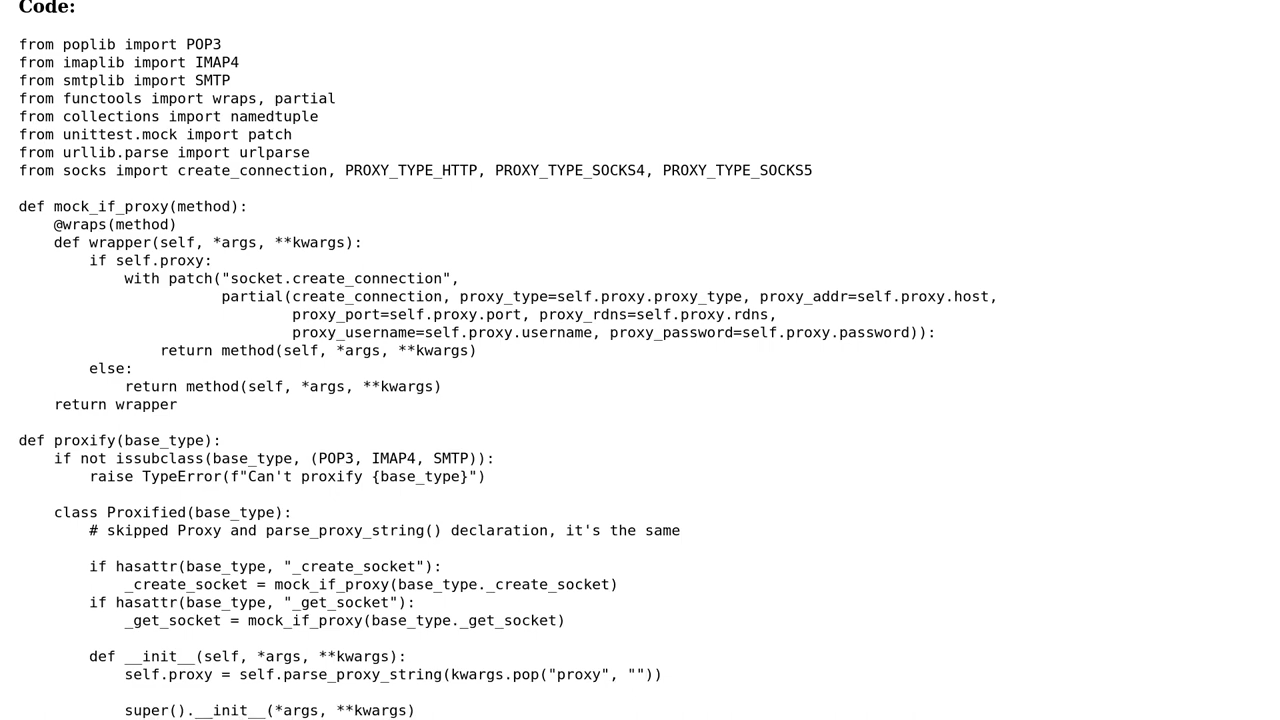 Code:
from poplib import POP3
from imaplib import IMAP4
from smtplib import SMTP
from functools import wraps, partial
from collections import namedtuple
from unittest.mock import patch
from urllib.parse import urlparse
from socks import create_connection, PROXY_TYPE_HTTP, PROXY_TYPE_SOCKS4, PROXY_TYPE_SOCKS5

def mock_if_proxy(method):
    @wraps(method)
    def wrapper(self, *args, **kwargs):
        if self.proxy:
            with patch("socket.create_connection",
                       partial(create_connection, proxy_type=self.proxy.proxy_type, proxy_addr=self.proxy.host,
                               proxy_port=self.proxy.port, proxy_rdns=self.proxy.rdns,
                               proxy_username=self.proxy.username, proxy_password=self.proxy.password)):
                return method(self, *args, **kwargs)
        else:
            return method(self, *args, **kwargs)
    return wrapper

def proxify(base_type):
    if not issubclass(base_type, (POP3, IMAP4, SMTP)):
        raise TypeError(f"Can't proxify {base_type}")

    class Proxified(base_type):
        # skipped Proxy and parse_proxy_string() declaration, it's the same

        if hasattr(base_type, "_create_socket"):
            _create_socket = mock_if_proxy(base_type._create_socket)
        if hasattr(base_type, "_get_socket"):
            _get_socket = mock_if_proxy(base_type._get_socket)

        def __init__(self, *args, **kwargs):
            self.proxy = self.parse_proxy_string(kwargs.pop("proxy", ""))

            super().__init__(*args, **kwargs)